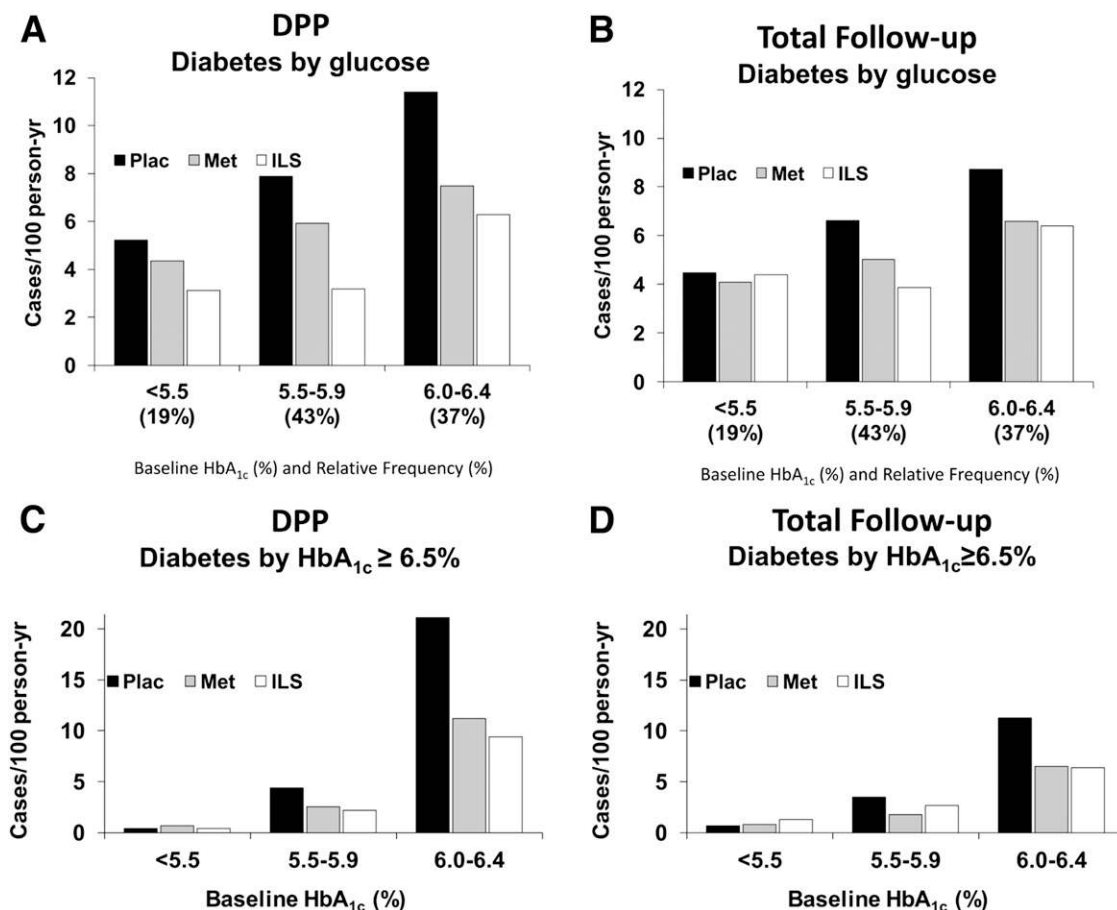 A
DPP
Diabetes by glucose
Cases/100 person-yr
12
10
8
6
4
2
0
Plac Met ILS
<5.5 5.5-5.9 6.0-6.4
(19%) (43%) (37%)
Baseline HbA1c (%) and Relative Frequency (%)
B
Total Follow-up
Diabetes by glucose
Cases/100 person-yr
12
10
8
6
4
2
0
Plac Met ILS
<5.5 5.5-5.9 6.0-6.4
(19%) (43%) (37%)
Baseline HbA1c (%) and Relative Frequency (%)
C
DPP
Diabetes by HbA1c ≥ 6.5%
Cases/100 person-yr
20
15
10
5
0
Plac Met ILS
<5.5 5.5-5.9 6.0-6.4
Baseline HbA1c (%)
D
Total Follow-up
Diabetes by HbA1c≥6.5%
Cases/100 person-yr
20
15
10
5
0
Plac Met ILS
<5.5 5.5-5.9 6.0-6.4
Baseline HbA1c (%)